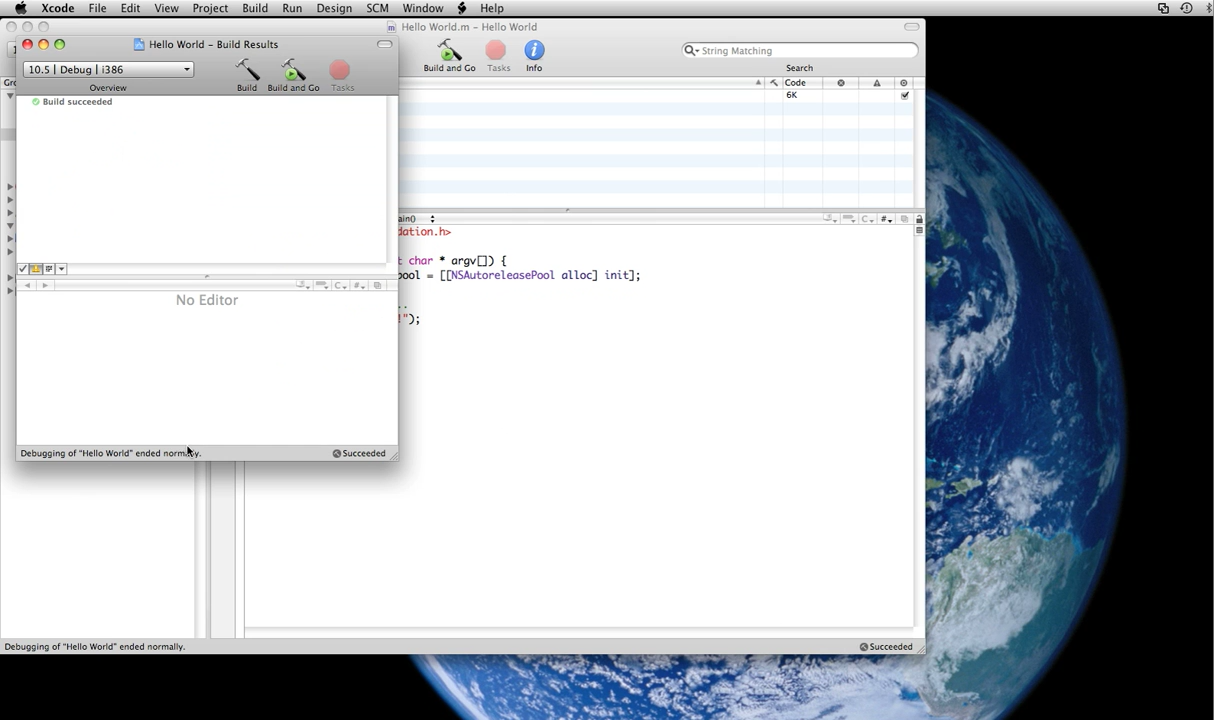 Xcode File Edit View Project Build Run Design SCM Window Help
Hello World.m - Hello World
Hello World - Build Results
10.5 | Debug | i386
Overview
Build
Build and Go
Tasks
Build and Go
Tasks
Info
String Matching
Search
Build succeeded
Code
6K
No Editor
Debugging of "Hello World" ended normally.
Succeeded
ain()
C
#
C
#
dation.h>
t char * argv[]) {
pool = [[NSAutoreleasePool alloc] init];
..
!");
Debugging of "Hello World" ended normally.
Succeeded